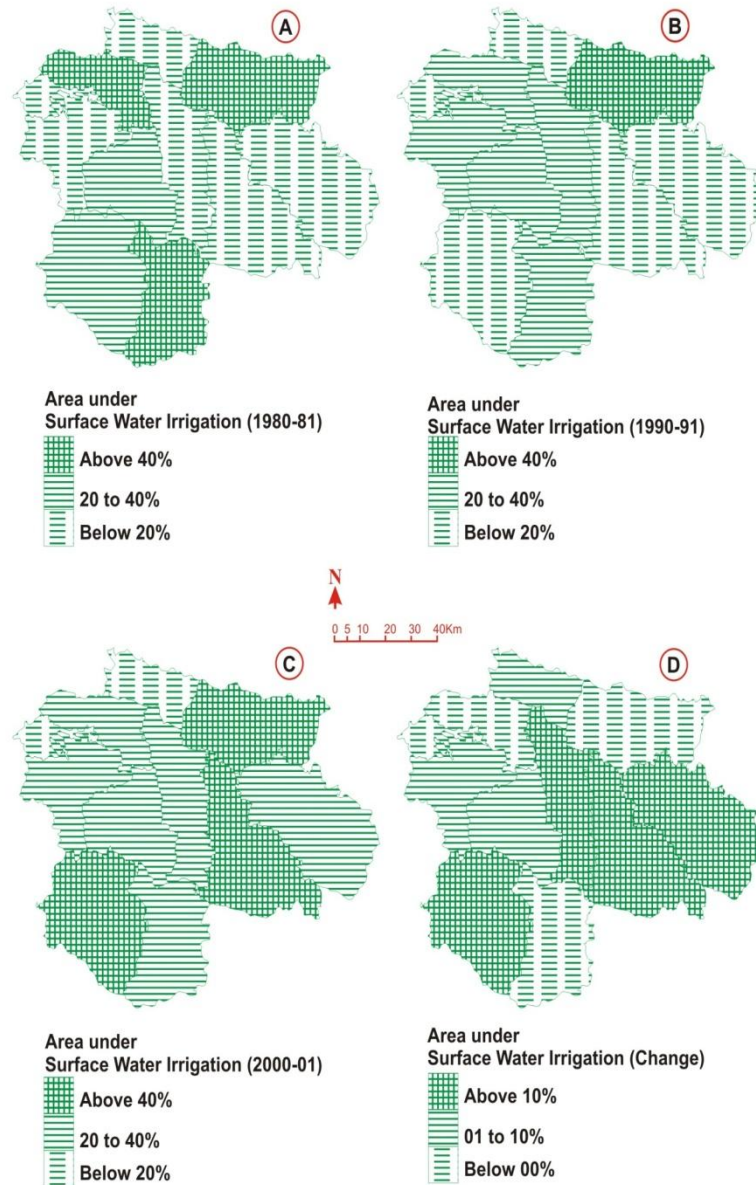 A
B
Area under
Surface Water Irrigation (1980-81)
Above 40%
20 to 40%
Below 20%
Area under
Surface Water Irrigation (1990-91)
Above 40%
20 to 40%
Below 20%
N
0 5 10 20 30 40Km
C
D
Area under
Surface Water Irrigation (2000-01)
Above 40%
20 to 40%
Below 20%
Area under
Surface Water Irrigation (Change)
Above 10%
01 to 10%
Below 00%